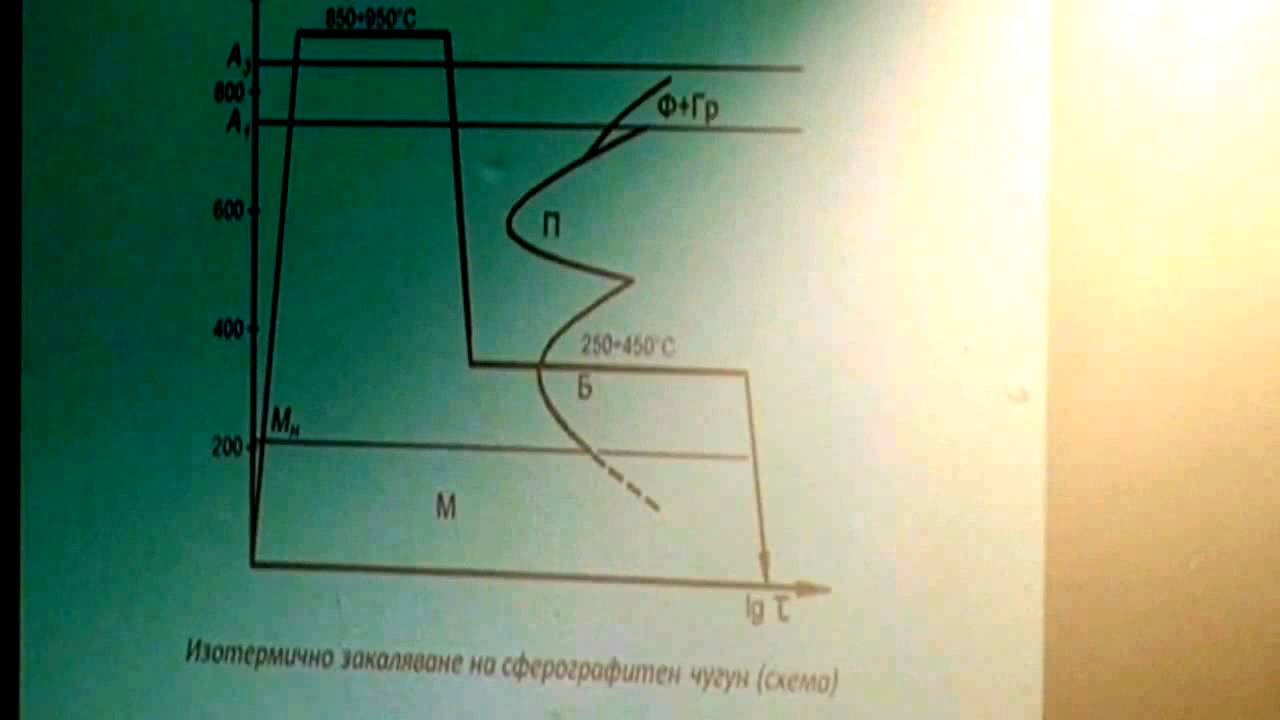 850÷950°C
A3
800
A1
Ф+Гр
600
П
400
250÷450°C
Б
Mн
200
М
lg τ
Изотермично закаляване на сферографитен чугун (схема)